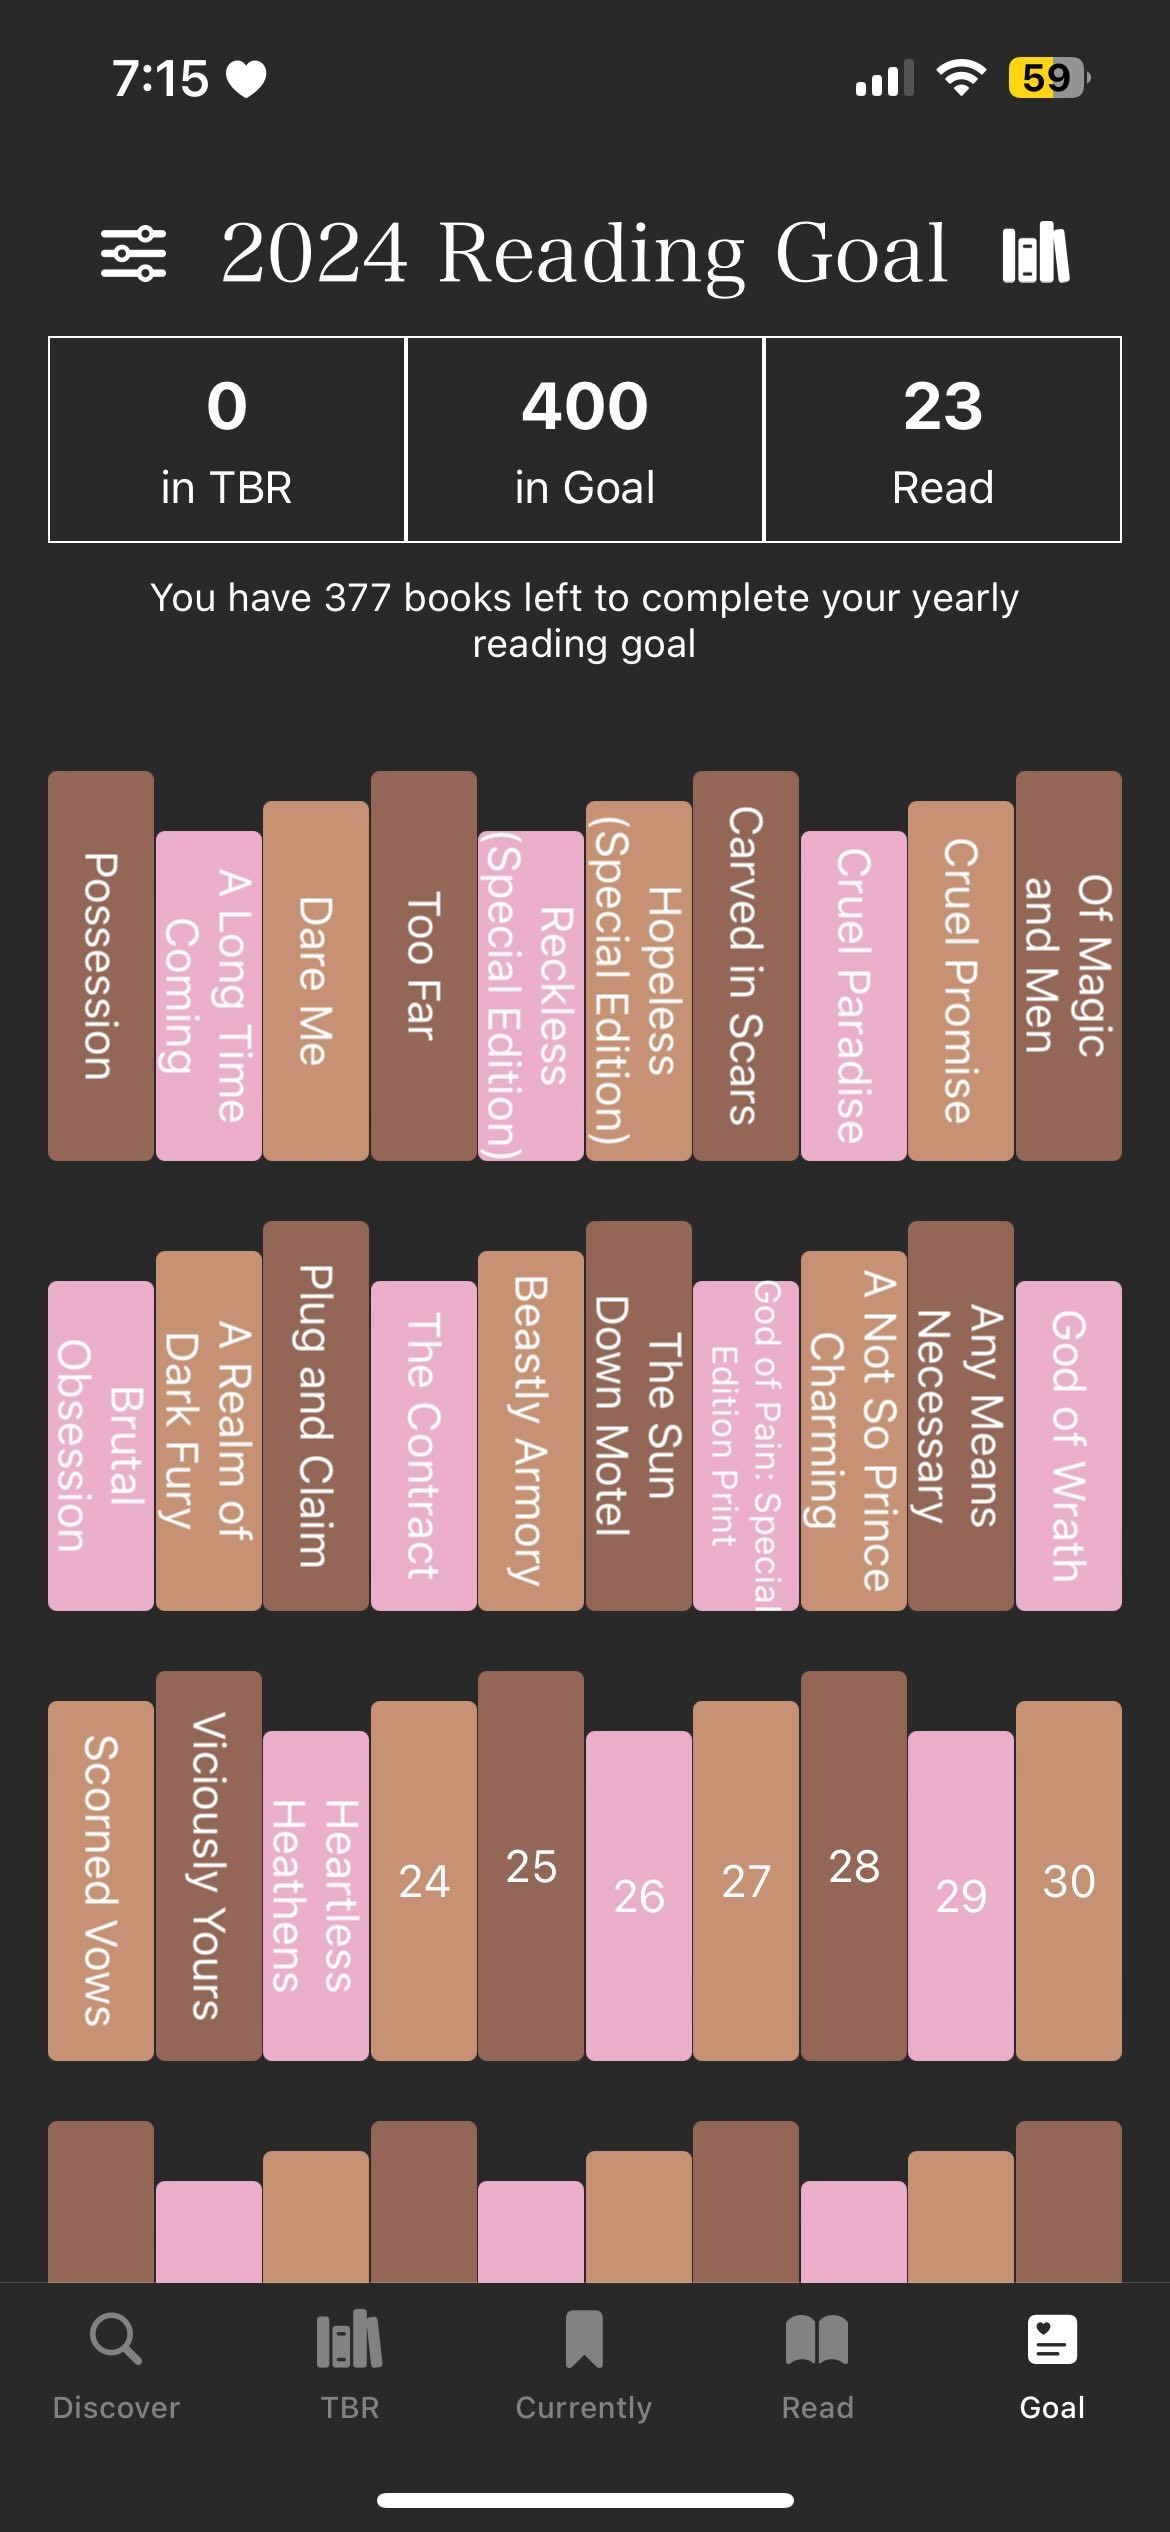 7:15
59
2024 Reading Goal
0
in TBR
400
in Goal
23
Read
You have 377 books left to complete your yearly
reading goal
Possession
A Long Time
Coming
Dare Me
Too Far
Reckless
(Special Edition)
Hopeless
(Special Edition)
Carved in Scars
Cruel Paradise
Cruel Promise
Of Magic
and Men
Brutal
Obsession
A Realm of
Dark Fury
Plug and Claim
The Contract
Beastly Armory
The Sun
Down Motel
God of Pain: Special
Edition Print
A Not So Prince
Charming
Any Means
Necessary
God of Wrath
Scorned Vows
Viciously Yours
Heartless
Heathens
24
25
26
27
28
29
30
Discover
TBR
Currently
Read
Goal